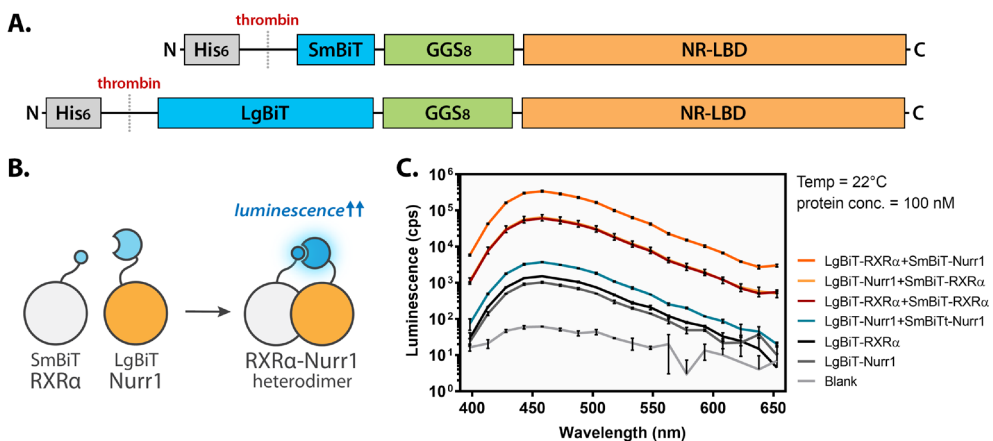 A.
thrombin
N His6 SmBiT GGS8 NR-LBD C
thrombin
N His6 LgBiT GGS8 NR-LBD C
B.
luminescence
SmBiT
RXRα
LgBiT
Nurr1
RXRα-Nurr1
heterodimer
C.
Luminescence (cps)
10⁶
10⁵
10⁴
10³
10²
10¹
10⁰
400 450 500 550 600 650
Wavelength (nm)
Temp = 22°C
protein conc. = 100 nM
LgBiT-RXRα+SmBiT-Nurr1
LgBiT-Nurr1+SmBiT-RXRα
LgBiT-RXRα+SmBiT-RXRα
LgBiT-Nurr1+SmBiTt-Nurr1
LgBiT-RXRα
LgBiT-Nurr1
Blank